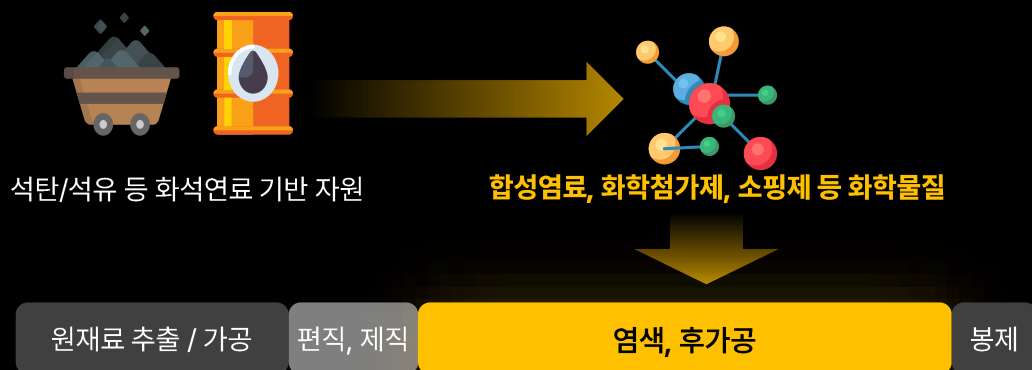 석탄/석유 등 화석연료 기반 자원
합성염료, 화학첨가제, 소핑제 등 화학물질
원재료 추출 / 가공
편직, 제직
염색, 후가공
봉제